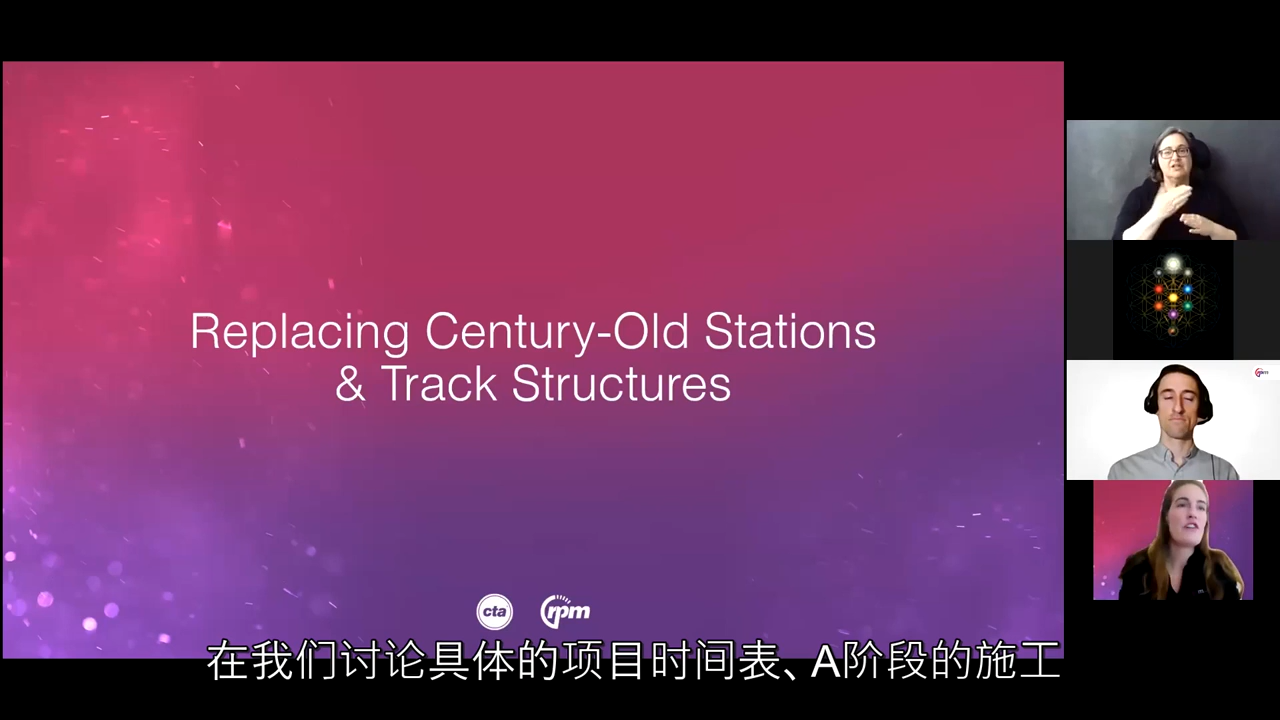 Replacing Century-Old Stations
& Track Structures
cta
rpm
在我们讨论具体的项目时间表、A阶段的施工
rpm